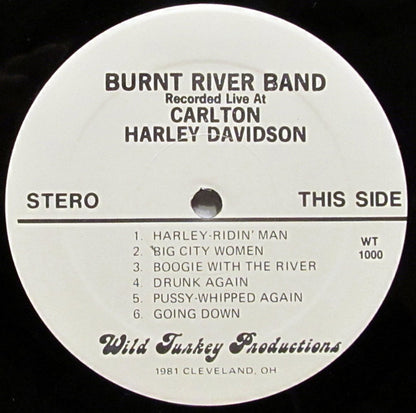 BURNT RIVER BAND
Recorded Live At
CARLTON
HARLEY DAVIDSON
STERO
THIS SIDE
1. HARLEY-RIDIN' MAN
2. BIG CITY WOMEN
3. BOOGIE WITH THE RIVER
4. DRUNK AGAIN
5. PUSSY-WHIPPED AGAIN
6. GOING DOWN
WT
1000
Wild Turkey Productions
1981 CLEVELAND, OH